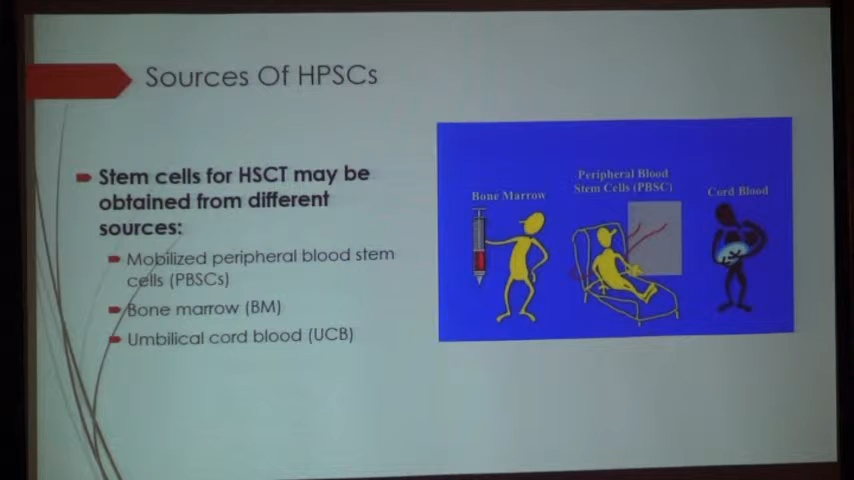 Sources Of HPSCs
Stem cells for HSCT may be
obtained from different
sources:
Mobilized peripheral blood stem
cells (PBSCs)
Bone marrow (BM)
Umbilical cord blood (UCB)
Bone Marrow
Peripheral Blood
Stem Cells (PBSC)
Cord Blood